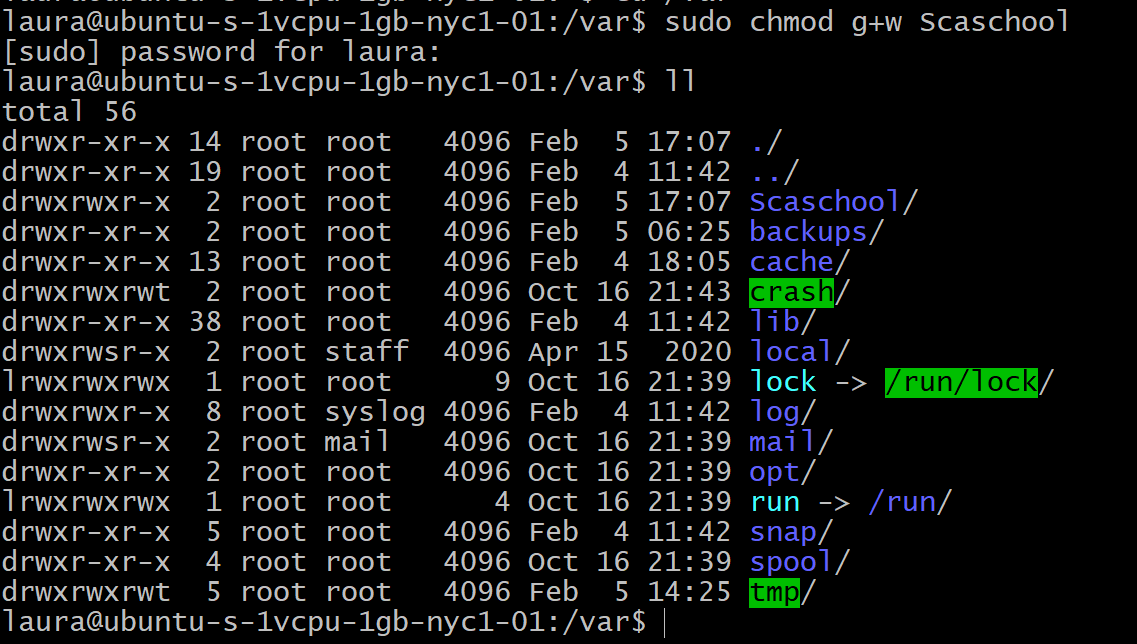 laura@ubuntu-s-1vcpu-1gb-nyc1-01:/var$ sudo chmod g+w Scaschool
[sudo] password for laura:
laura@ubuntu-s-1vcpu-1gb-nyc1-01:/var$ ll
total 56
drwxr-xr-x 14 root root   4096 Feb  5 17:07 ./
drwxr-xr-x 19 root root   4096 Feb  4 11:42 ../
drwxrwxr-x  2 root root   4096 Feb  5 17:07 Scaschool/
drwxr-xr-x  2 root root   4096 Feb  5 06:25 backups/
drwxr-xr-x 13 root root   4096 Feb  4 18:05 cache/
drwxrwxrwt  2 root root   4096 Oct 16 21:43 crash/
drwxr-xr-x 38 root root   4096 Feb  4 11:42 lib/
drwxrwsr-x  2 root staff  4096 Apr 15  2020 local/
lrwxrwxrwx  1 root root      9 Oct 16 21:39 lock -> /run/lock/
drwxrwxr-x  8 root syslog 4096 Feb  4 11:42 log/
drwxrwsr-x  2 root mail   4096 Oct 16 21:39 mail/
drwxr-xr-x  2 root root   4096 Oct 16 21:39 opt/
lrwxrwxrwx  1 root root      4 Oct 16 21:39 run -> /run/
drwxr-xr-x  5 root root   4096 Feb  4 11:42 snap/
drwxr-xr-x  4 root root   4096 Oct 16 21:39 spool/
drwxrwxrwt  5 root root   4096 Feb  5 14:25 tmp/
laura@ubuntu-s-1vcpu-1gb-nyc1-01:/var$